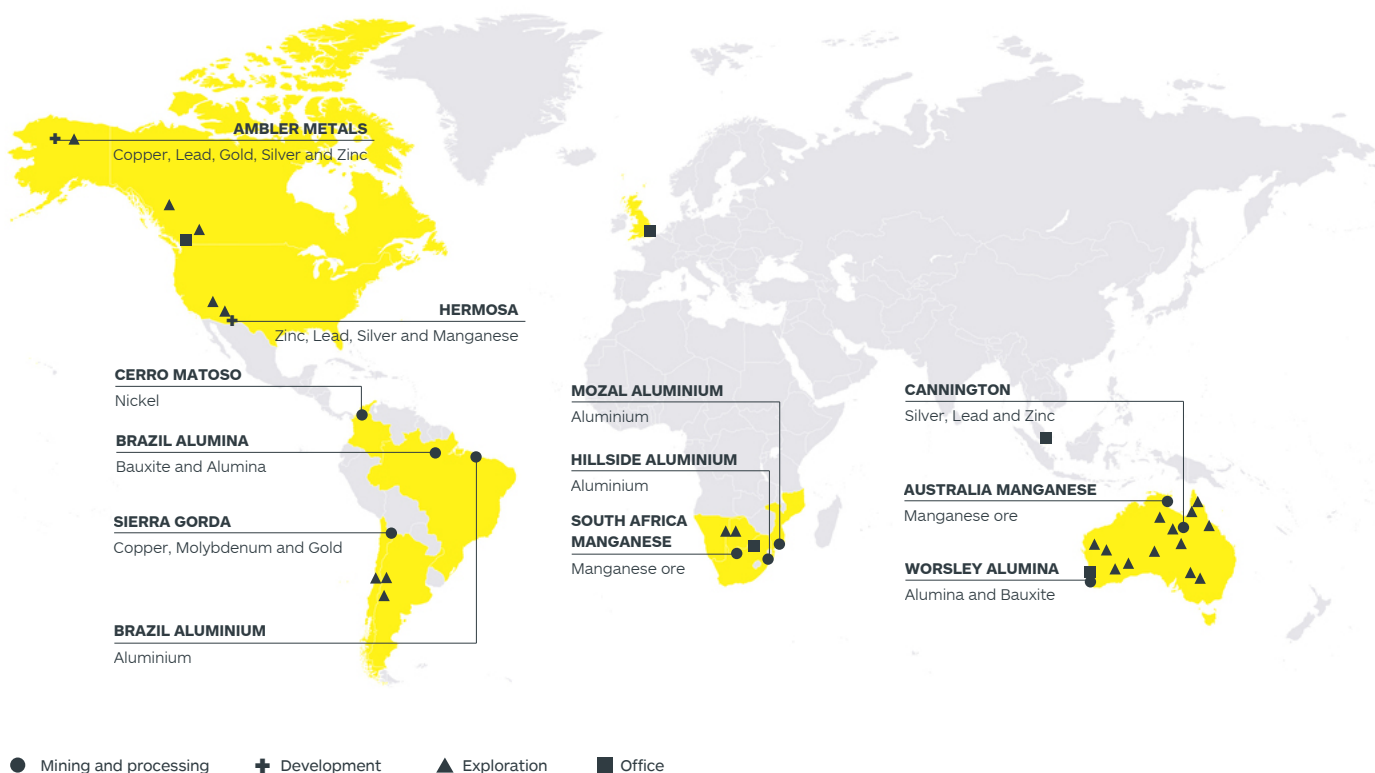 AMBLER METALS
Copper, Lead, Gold, Silver and Zinc
HERMOSA
Zinc, Lead, Silver and Manganese
CERRO MATOSO
Nickel
BRAZIL ALUMINA
Bauxite and Alumina
SIERRA GORDA
Copper, Molybdenum and Gold
BRAZIL ALUMINIUM
Aluminium
MOZAL ALUMINIUM
Aluminium
HILLSIDE ALUMINIUM
Aluminium
SOUTH AFRICA
MANGANESE
Manganese ore
CANNINGTON
Silver, Lead and Zinc
AUSTRALIA MANGANESE
Manganese ore
WORSLEY ALUMINA
Alumina and Bauxite
Mining and processing
Development
Exploration
Office